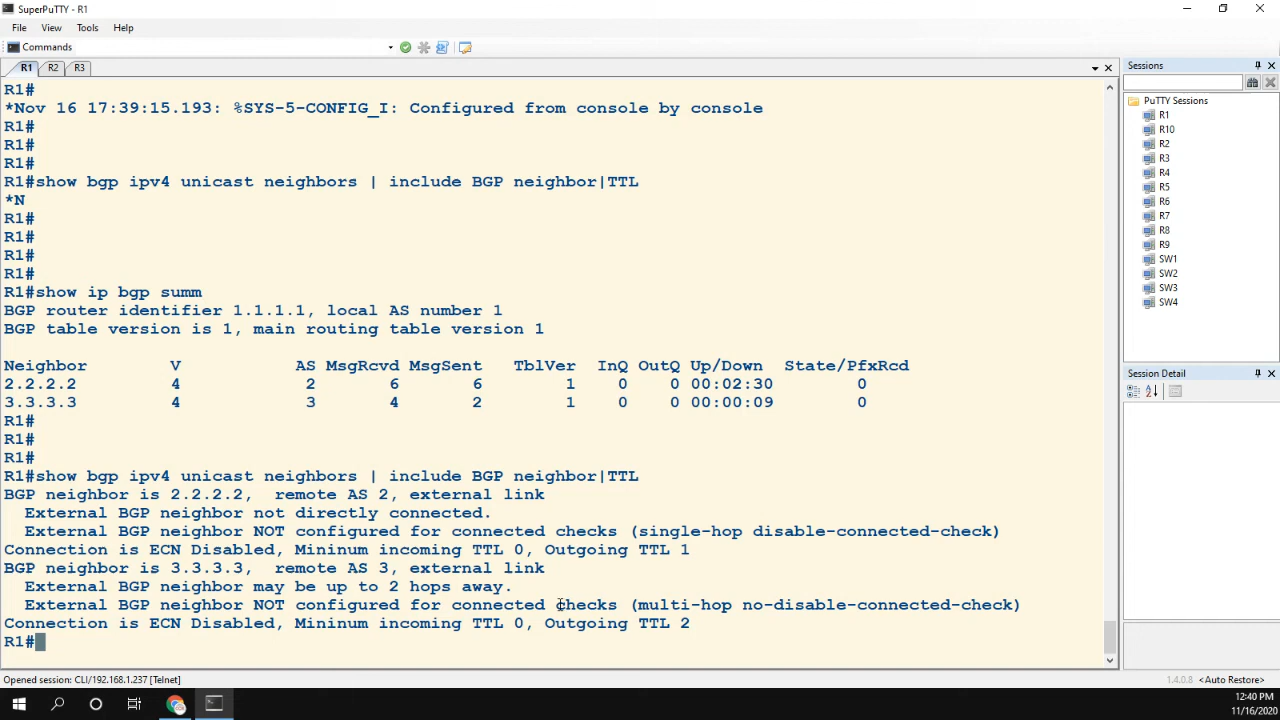 SuperPuTTY - R1
File View Tools Help
Commands
R1 R2 R3
R1#
*Nov 16 17:39:15.193: %SYS-5-CONFIG_I: Configured from console by console
R1#
R1#
R1#
R1#show bgp ipv4 unicast neighbors | include BGP neighbor|TTL
*N
R1#
R1#
R1#
R1#
R1#show ip bgp summ
BGP router identifier 1.1.1.1, local AS number 1
BGP table version is 1, main routing table version 1
Neighbor V AS MsgRcvd MsgSent TblVer InQ OutQ Up/Down State/PfxRcd
2.2.2.2 4 2 6 6 1 0 0 00:02:30 0
3.3.3.3 4 3 4 2 1 0 0 00:00:09 0
R1#
R1#
R1#
R1#show bgp ipv4 unicast neighbors | include BGP neighbor|TTL
BGP neighbor is 2.2.2.2, remote AS 2, external link
External BGP neighbor not directly connected.
External BGP neighbor NOT configured for connected checks (single-hop disable-connected-check)
Connection is ECN Disabled, Mininum incoming TTL 0, Outgoing TTL 1
BGP neighbor is 3.3.3.3, remote AS 3, external link
External BGP neighbor may be up to 2 hops away.
External BGP neighbor NOT configured for connected checks (multi-hop no-disable-connected-check)
Connection is ECN Disabled, Mininum incoming TTL 0, Outgoing TTL 2
R1#
Sessions
PuTTY Sessions
R1
R10
R2
R3
R4
R5
R6
R7
R8
R9
SW1
SW2
SW3
SW4
Session Detail
Opened session: CLI/192.168.1.237 [Telnet]
1.4.0.8 <Auto Restore>
12:40 PM
11/16/2020